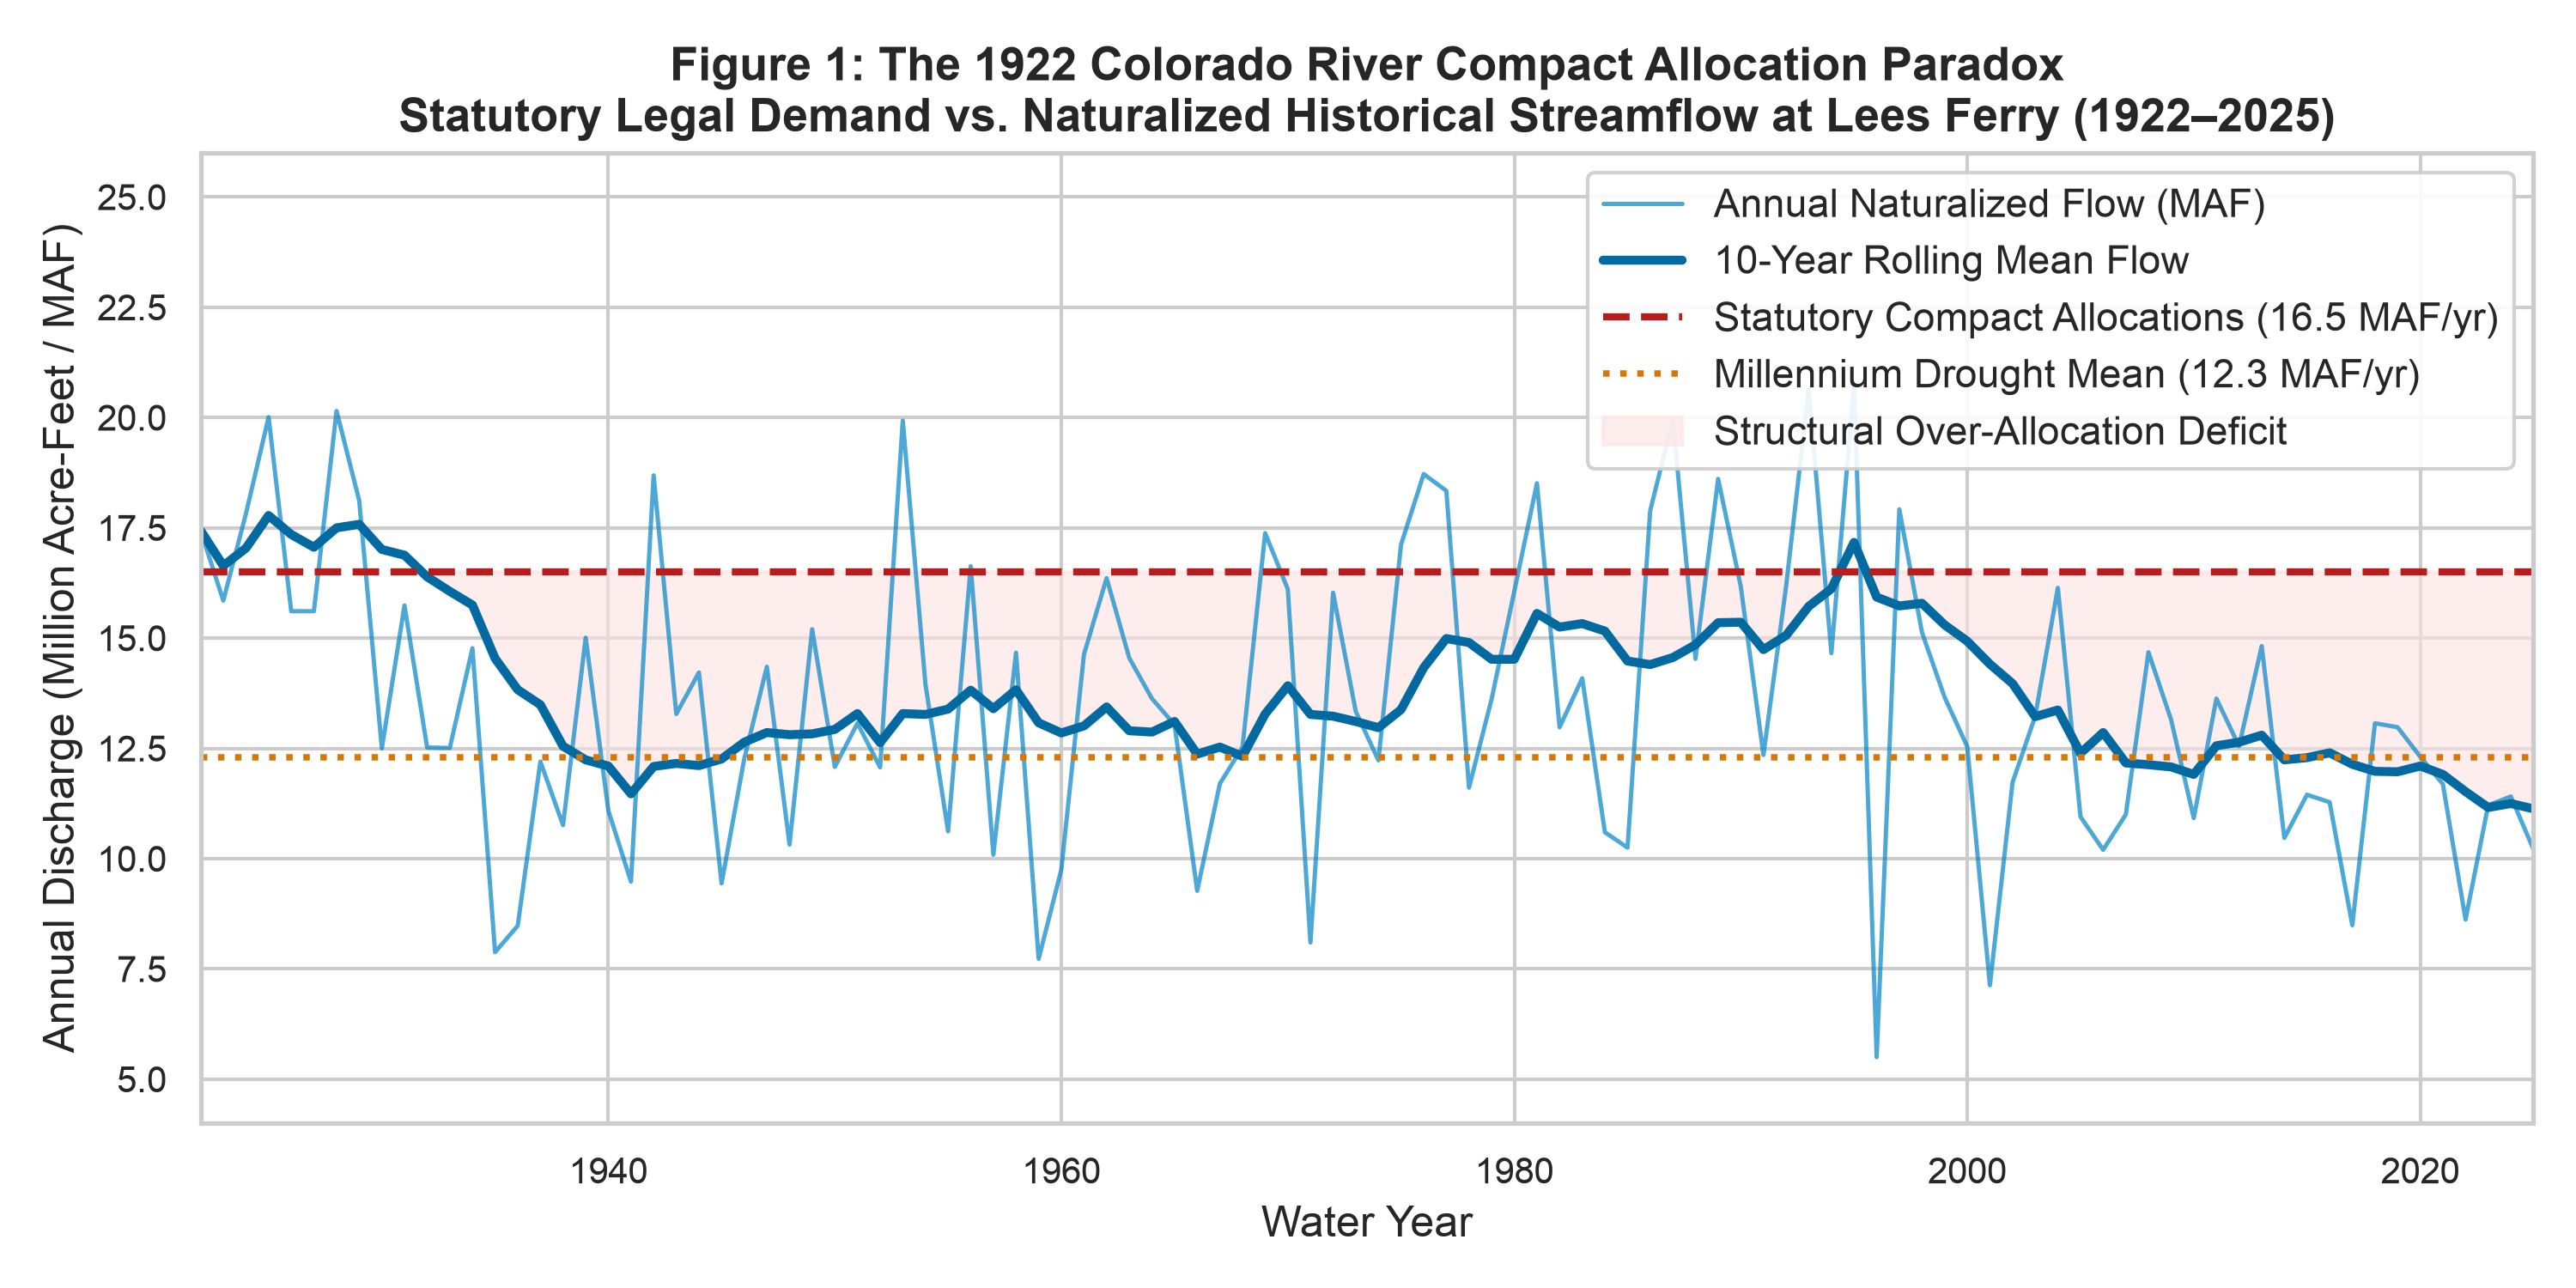 Figure 1: The 1922 Colorado River Compact Allocation Paradox
Statutory Legal Demand vs. Naturalized Historical Streamflow at Lees Ferry (1922–2025)
Annual Discharge (Million Acre-Feet / MAF)
25.0
22.5
20.0
17.5
15.0
12.5
10.0
7.5
5.0
Annual Naturalized Flow (MAF)
10-Year Rolling Mean Flow
Statutory Compact Allocations (16.5 MAF/yr)
Millennium Drought Mean (12.3 MAF/yr)
Structural Over-Allocation Deficit
1940
1960
1980
2000
2020
Water Year